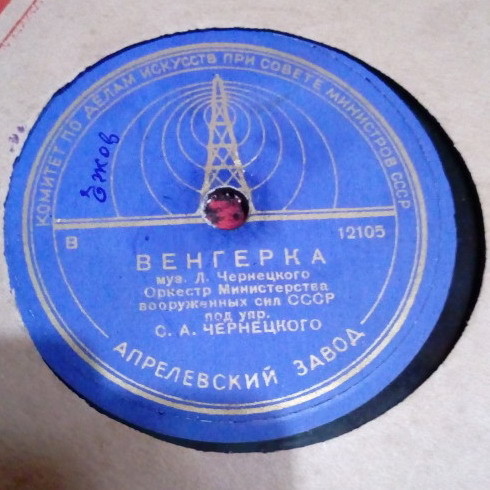 КОМИТЕТ ПО ДЕЛАМ ИСКУССТВ ПРИ СОВЕТЕ МИНИСТРОВ СССР
В 12105
ВЕНГЕРКА
муз. Л. Чернецкого
Оркестр Министерства
вооруженных сил СССР
под упр.
С. А. ЧЕРНЕЦКОГО
АПРЕЛЕВСКИЙ ЗАВОД